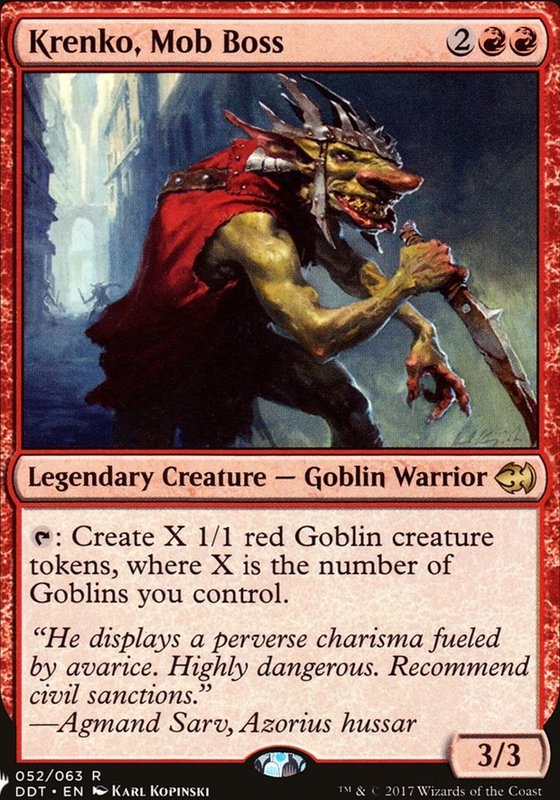 Krenko, Mob Boss 2
Legendary Creature — Goblin Warrior
: Create X 1/1 red Goblin creature
tokens, where X is the number of
Goblins you control.
“He displays a perverse charisma fueled
by avarice. Highly dangerous. Recommend
civil sanctions.”
—Agmand Sarv, Azorius hussar
3/3
052/063 R
DDT • EN Karl Kopinski
™ & © 2017 Wizards of the Coast